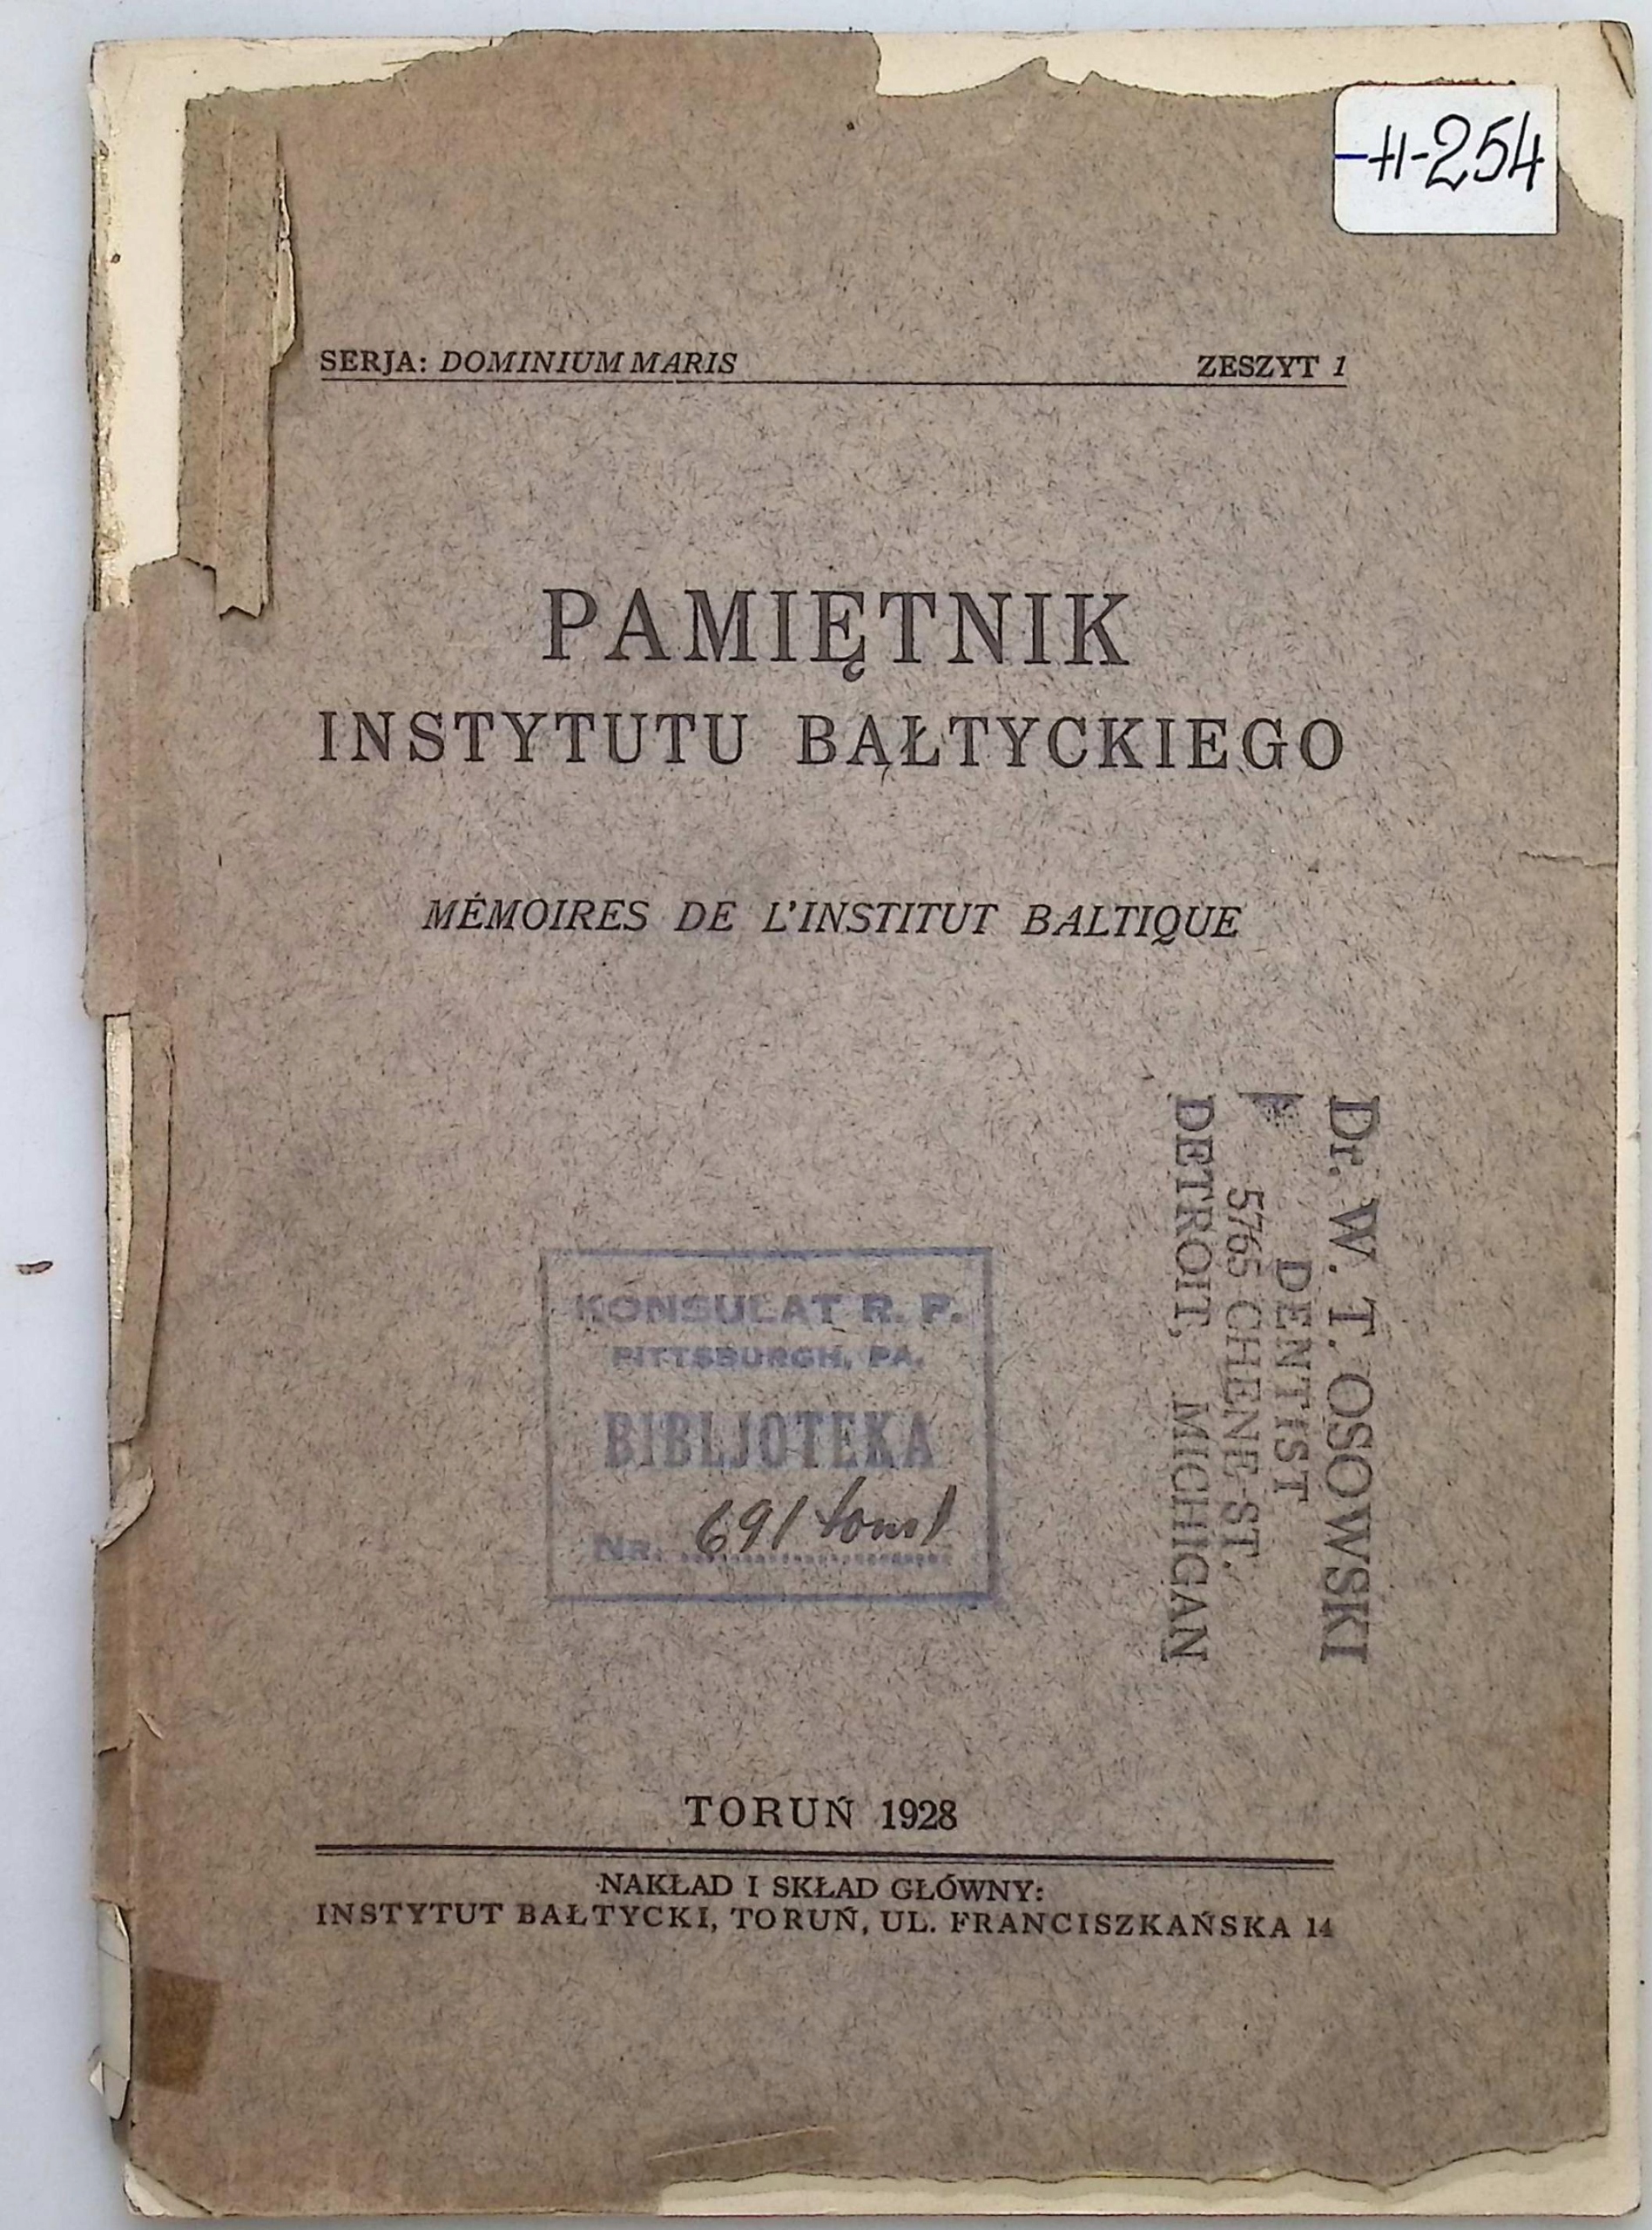 -H-254
SERJA: DOMINIUM MARIS ZESZYT 1
PAMIĘTNIK
INSTYTUTU BAŁTYCKIEGO
MÉMOIRES DE L'INSTITUT BALTIQUE
Dr. W. T. OSOWSKI
DENTIST
5765 CHENE ST.
DETROIT, MICHIGAN
KONSULAT R. P.
PITTSBURGH, PA.
BIBLJOTEKA
Nr. 691 tom 1
TORUŃ 1928
NAKŁAD I SKŁAD GŁÓWNY:
INSTYTUT BAŁTYCKI, TORUŃ, UL. FRANCISZKAŃSKA 14